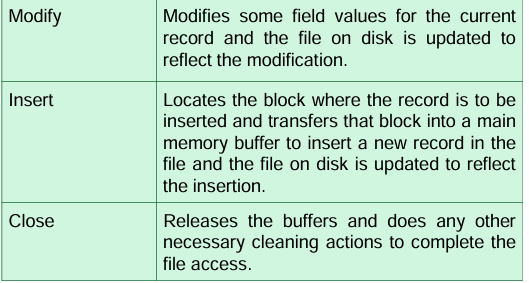 Modify
Modifies some field values for the current
record and the file on disk is updated to
reflect the modification.
Insert
Locates the block where the record is to be
inserted and transfers that block into a main
memory buffer to insert a new record in the
file and the file on disk is updated to reflect
the insertion.
Close
Releases the buffers and does any other
necessary cleaning actions to complete the
file access.